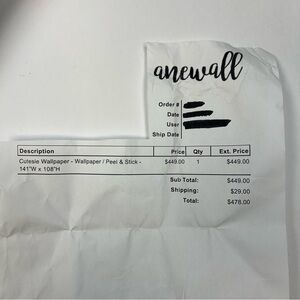 anewall
Order #
Date
User
Ship Date
Description Price Qty Ext. Price
Cutesie Wallpaper - Wallpaper / Peel & Stick - $449.00 1 $449.00
141"W x 108"H
Sub Total: $449.00
Shipping: $29.00
Total: $478.00